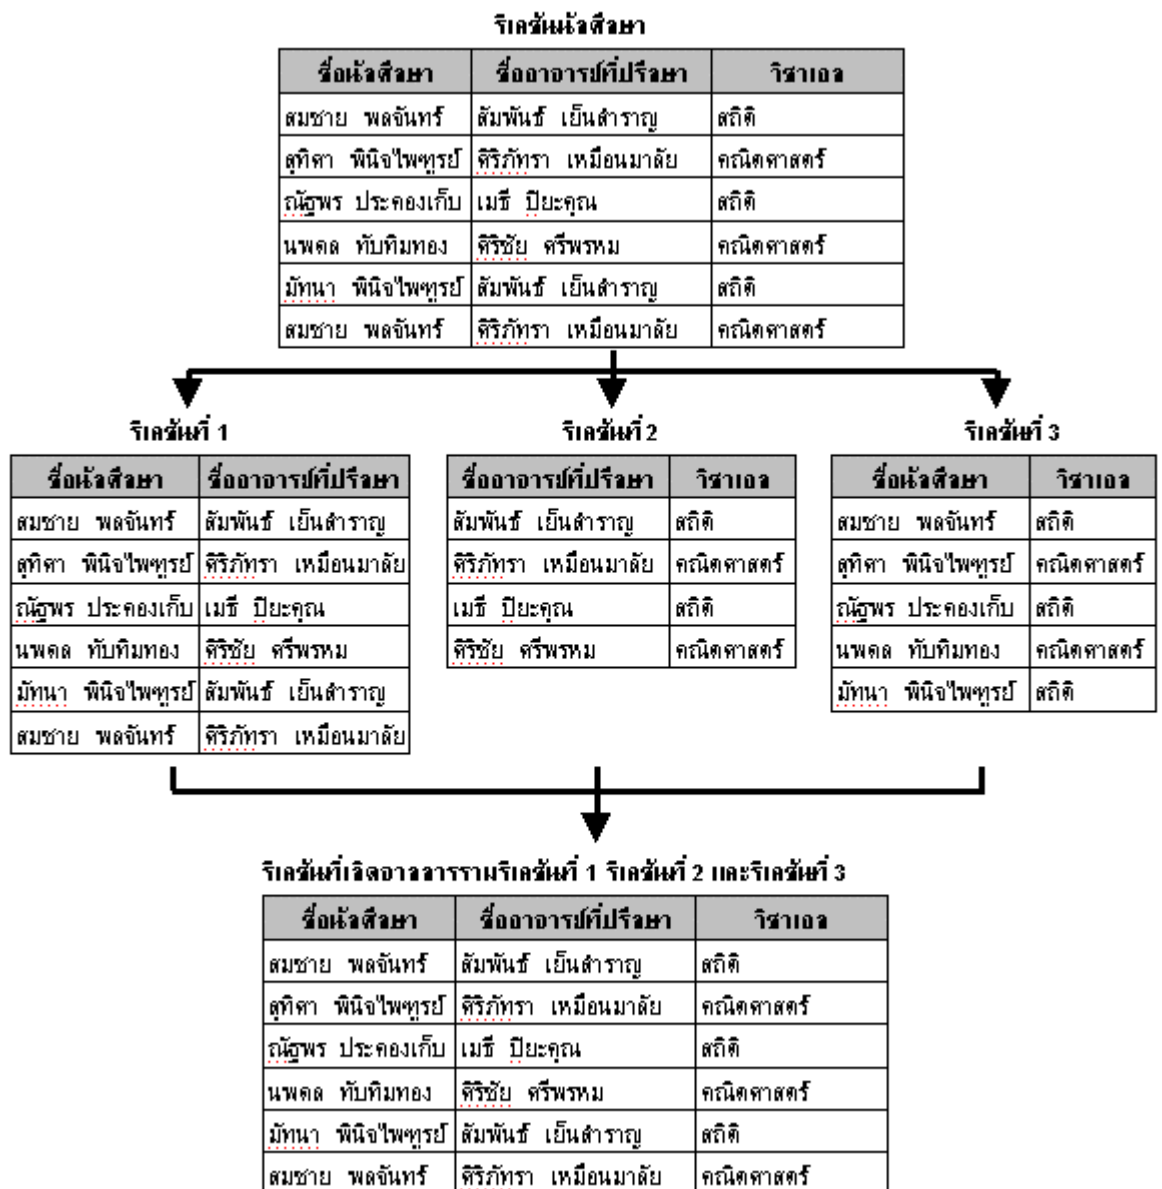 รีเลชันนักศึกษา
ชื่อนักศึกษา ชื่ออาจารย์ที่ปรึกษา วิชาเอก
สมชาย พลจันทร์ สัมพันธ์ เย็นสำราญ สถิติ
สุทิศา พินิจไพฑูรย์ ศิริภัทรา เหมือนมาลัย คณิตศาสตร์
ณัฐพร ประคองเก็บ เมธี ปิยะคุณ สถิติ
นพดล ทับทิมทอง ศิริชัย ศรีพรหม คณิตศาสตร์
มัทนา พินิจไพฑูรย์ สัมพันธ์ เย็นสำราญ สถิติ
สมชาย พลจันทร์ ศิริภัทรา เหมือนมาลัย คณิตศาสตร์
รีเลชันที่ 1
ชื่อนักศึกษา ชื่ออาจารย์ที่ปรึกษา
สมชาย พลจันทร์ สัมพันธ์ เย็นสำราญ
สุทิศา พินิจไพฑูรย์ ศิริภัทรา เหมือนมาลัย
ณัฐพร ประคองเก็บ เมธี ปิยะคุณ
นพดล ทับทิมทอง ศิริชัย ศรีพรหม
มัทนา พินิจไพฑูรย์ สัมพันธ์ เย็นสำราญ
สมชาย พลจันทร์ ศิริภัทรา เหมือนมาลัย
รีเลชันที่ 2
ชื่ออาจารย์ที่ปรึกษา วิชาเอก
สัมพันธ์ เย็นสำราญ สถิติ
ศิริภัทรา เหมือนมาลัย คณิตศาสตร์
เมธี ปิยะคุณ สถิติ
ศิริชัย ศรีพรหม คณิตศาสตร์
รีเลชันที่ 3
ชื่อนักศึกษา วิชาเอก
สมชาย พลจันทร์ สถิติ
สุทิศา พินิจไพฑูรย์ คณิตศาสตร์
ณัฐพร ประคองเก็บ สถิติ
นพดล ทับทิมทอง คณิตศาสตร์
มัทนา พินิจไพฑูรย์ สถิติ
รีเลชันที่เกิดจากการรวมรีเลชันที่ 1 รีเลชันที่ 2 และรีเลชันที่ 3
ชื่อนักศึกษา ชื่ออาจารย์ที่ปรึกษา วิชาเอก
สมชาย พลจันทร์ สัมพันธ์ เย็นสำราญ สถิติ
สุทิศา พินิจไพฑูรย์ ศิริภัทรา เหมือนมาลัย คณิตศาสตร์
ณัฐพร ประคองเก็บ เมธี ปิยะคุณ สถิติ
นพดล ทับทิมทอง ศิริชัย ศรีพรหม คณิตศาสตร์
มัทนา พินิจไพฑูรย์ สัมพันธ์ เย็นสำราญ สถิติ
สมชาย พลจันทร์ ศิริภัทรา เหมือนมาลัย คณิตศาสตร์